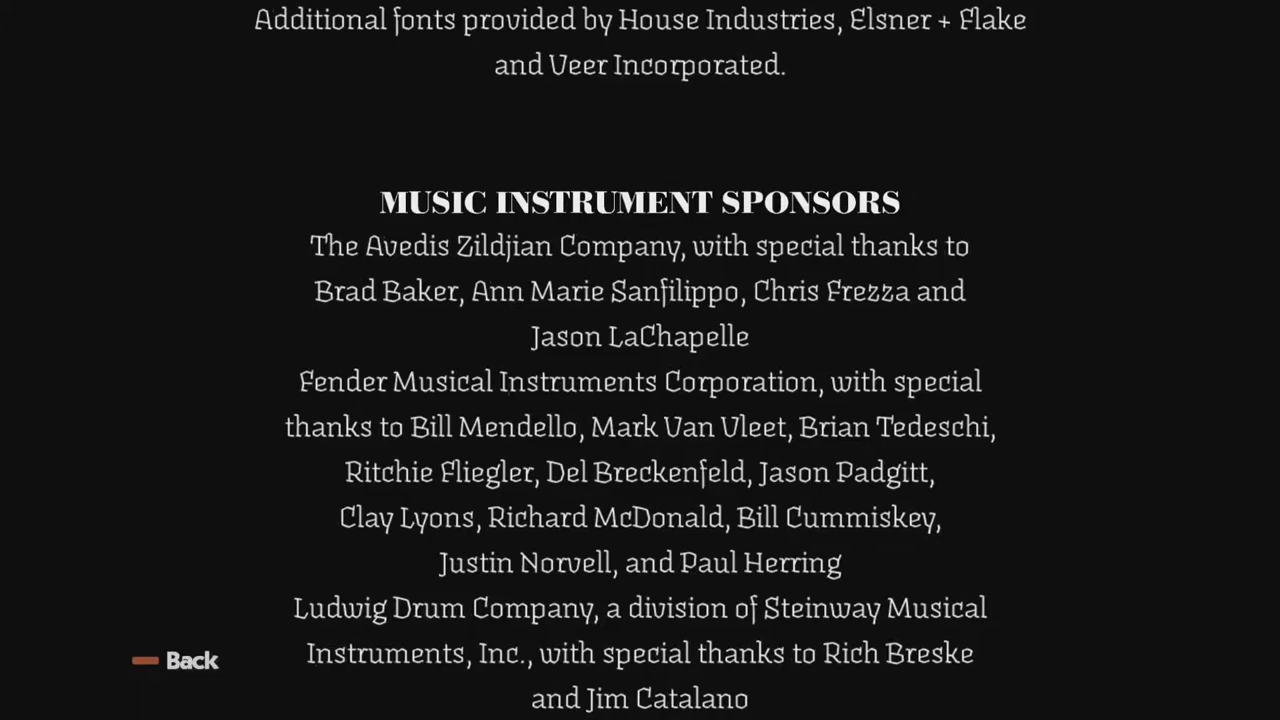 Additional fonts provided by House Industries, Elsner + Flake
and Veer Incorporated.
MUSIC INSTRUMENT SPONSORS
The Avedis Zildjian Company, with special thanks to
Brad Baker, Ann Marie Sanfilippo, Chris Frezza and
Jason LaChapelle
Fender Musical Instruments Corporation, with special
thanks to Bill Mendello, Mark Van Vleet, Brian Tedeschi,
Ritchie Fliegler, Del Breckenfeld, Jason Padgitt,
Clay Lyons, Richard McDonald, Bill Cummiskey,
Justin Norvell, and Paul Herring
Ludwig Drum Company, a division of Steinway Musical
Instruments, Inc., with special thanks to Rich Breske
and Jim Catalano
Back